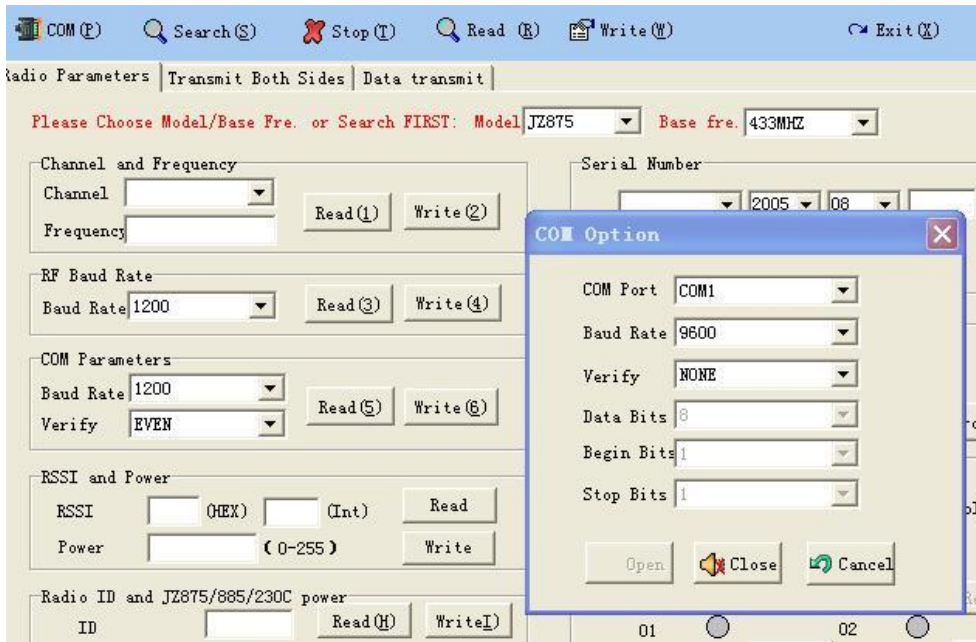 COM(P) Search(S) Stop(T) Read (R) Write(W) Exit(X)
Radio Parameters Transmit Both Sides Data transmit
Please Choose Model/Base Fre. or Search FIRST: Model JZ875 Base fre. 433MHZ
Channel and Frequency
Channel
Frequency
Read(1) Write(2)
RF Baud Rate
Baud Rate 1200 Read(3) Write(4)
COM Parameters
Baud Rate 1200
Verify EVEN
Read(5) Write(6)
RSSI and Power
RSSI (HEX) (Int) Read
Power (0-255) Write
Radio ID and JZ875/885/230C power
ID Read(H) WriteI)
Serial Number
2005 08
COM Option
COM Port COM1
Baud Rate 9600
Verify NONE
Data Bits 8
Begin Bits 1
Stop Bits 1
Open Close Cancel
01 02